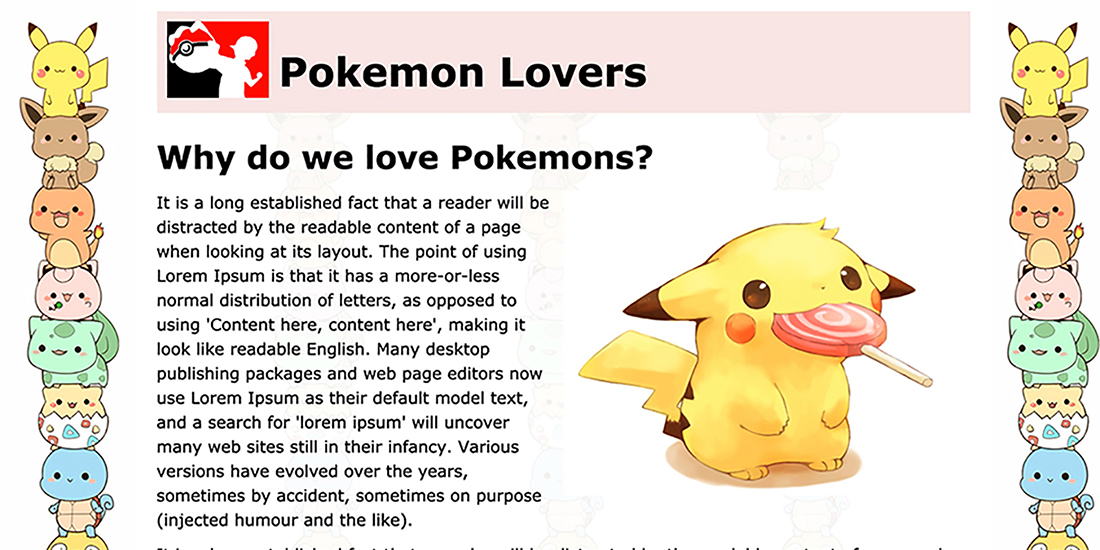 Pokemon Lovers
Why do we love Pokemons?
It is a long established fact that a reader will be
distracted by the readable content of a page
when looking at its layout. The point of using
Lorem Ipsum is that it has a more-or-less
normal distribution of letters, as opposed to
using 'Content here, content here', making it
look like readable English. Many desktop
publishing packages and web page editors now
use Lorem Ipsum as their default model text,
and a search for 'lorem ipsum' will uncover
many web sites still in their infancy. Various
versions have evolved over the years,
sometimes by accident, sometimes on purpose
(injected humour and the like).